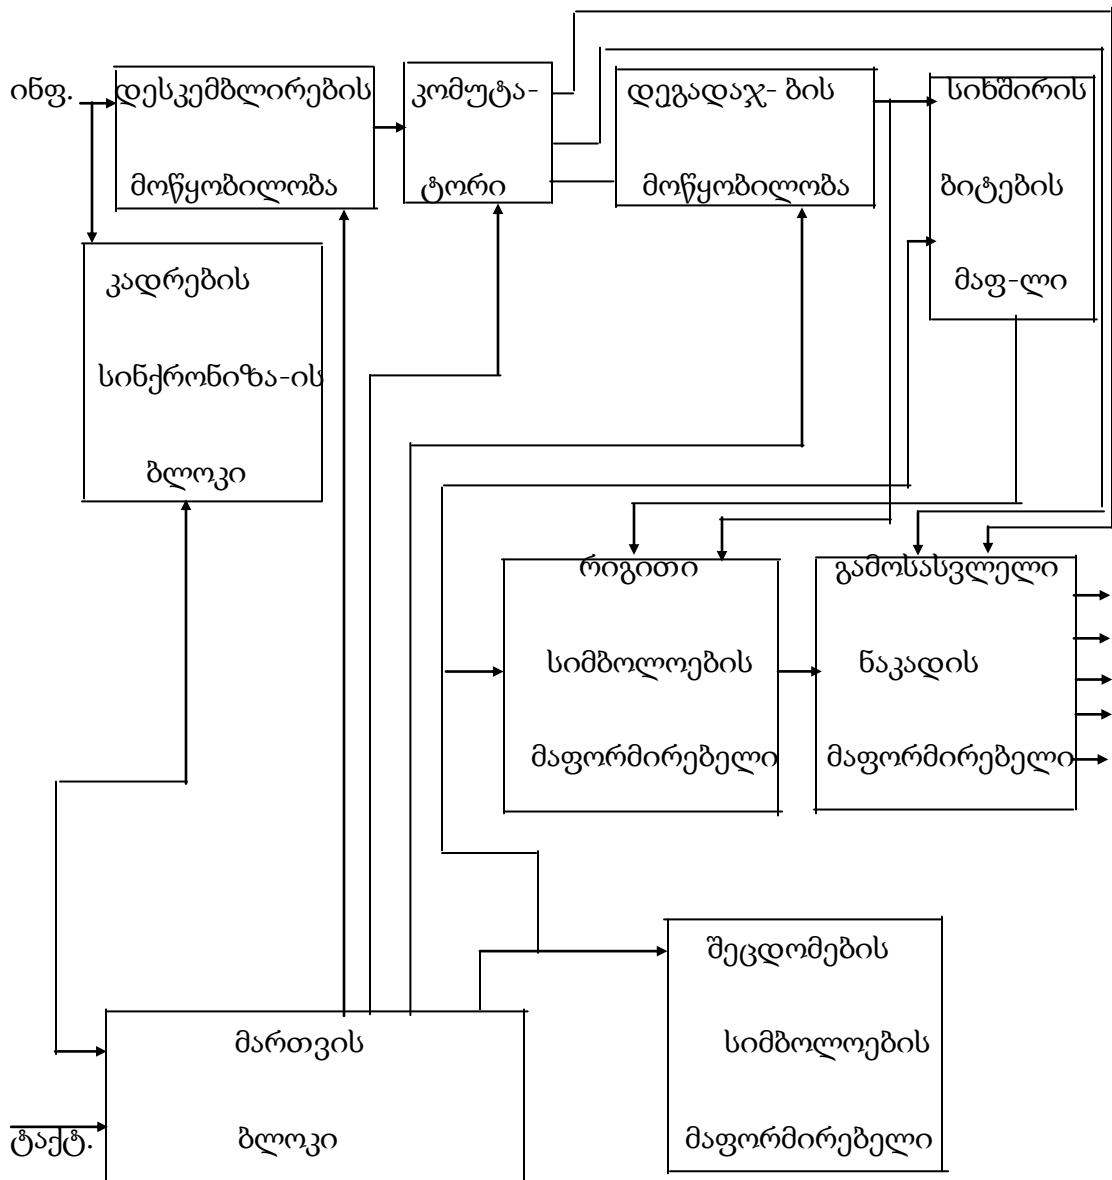 ინფ.
დესკემბლირების
მოწყობილობა
კომუტა-
ტორი
დეგადაჯ- ბის
მოწყობილობა
სიხშირის
ბიტების
მაფ-ლი
კადრების
სინქრონიზა-ის
ბლოკი
რიგითი
სიმბოლოების
მაფორმირებელი
გამოსასვლელი
ნაკადის
მაფორმირებელი
შეცდომების
სიმბოლოების
მაფორმირებელი
მართვის
ბლოკი
ტაქტ.